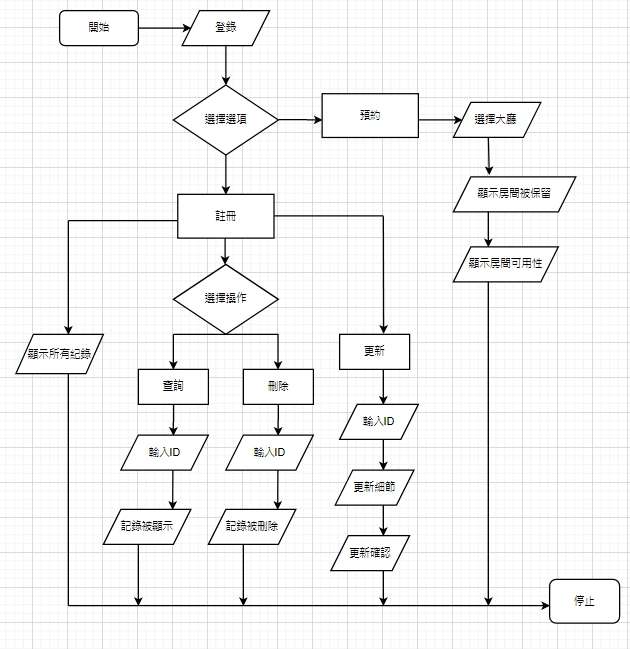 開始
登錄
選擇選項
預約
選擇大廳
顯示房間被保留
註冊
顯示房間可用性
選擇操作
顯示所有紀錄
更新
查詢
刪除
輸入ID
輸入ID
輸入ID
更新細節
記錄被顯示
記錄被刪除
更新確認
停止